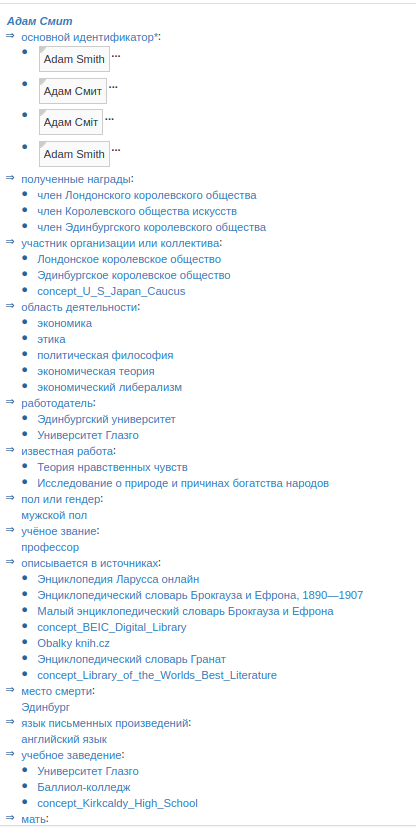 Адам Смит
⇒ основной идентификатор*:
• Adam Smith ...
• Адам Смит ...
• Адам Сміт ...
• Adam Smith ...
⇒ полученные награды:
• член Лондонского королевского общества
• член Королевского общества искусств
• член Эдинбургского королевского общества
⇒ участник организации или коллектива:
• Лондонское королевское общество
• Эдинбургское королевское общество
• concept_U_S_Japan_Caucus
⇒ область деятельности:
• экономика
• этика
• политическая философия
• экономическая теория
• экономический либерализм
⇒ работодатель:
• Эдинбургский университет
• Университет Глазго
⇒ известная работа:
• Теория нравственных чувств
• Исследование о природе и причинах богатства народов
⇒ пол или гендер:
мужской пол
⇒ учёное звание:
профессор
⇒ описывается в источниках:
• Энциклопедия Ларусса онлайн
• Энциклопедический словарь Брокгауза и Ефрона, 1890—1907
• Малый энциклопедический словарь Брокгауза и Ефрона
• concept_BEIC_Digital_Library
• Obalky knih.cz
• Энциклопедический словарь Гранат
• concept_Library_of_the_Worlds_Best_Literature
⇒ место смерти:
Эдинбург
⇒ язык письменных произведений:
английский язык
⇒ учебное заведение:
• Университет Глазго
• Баллиол-колледж
• concept_Kirkcaldy_High_School
⇒ мать: